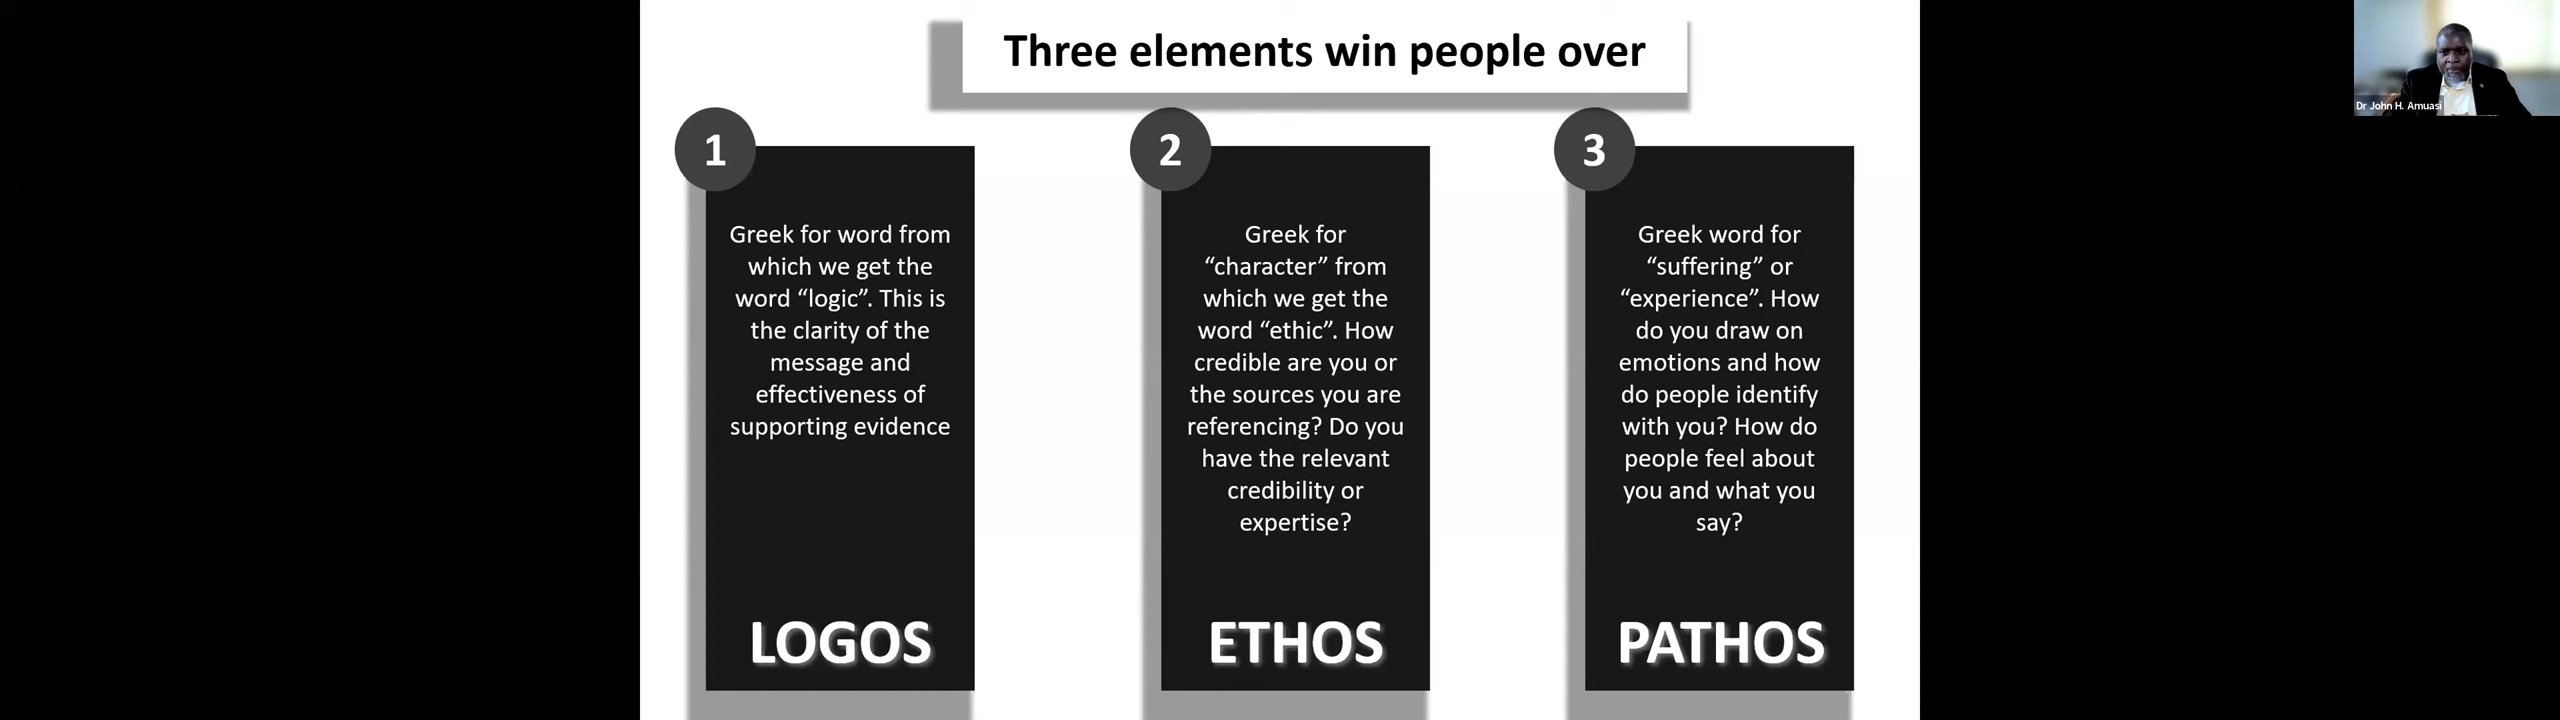 Three elements win people over
1
Greek for word from
which we get the
word “logic”. This is
the clarity of the
message and
effectiveness of
supporting evidence
LOGOS
2
Greek for
“character” from
which we get the
word “ethic”. How
credible are you or
the sources you are
referencing? Do you
have the relevant
credibility or
expertise?
ETHOS
3
Greek word for
“suffering” or
“experience”. How
do you draw on
emotions and how
do people identify
with you? How do
people feel about
you and what you
say?
PATHOS
Dr John H. Amuasi